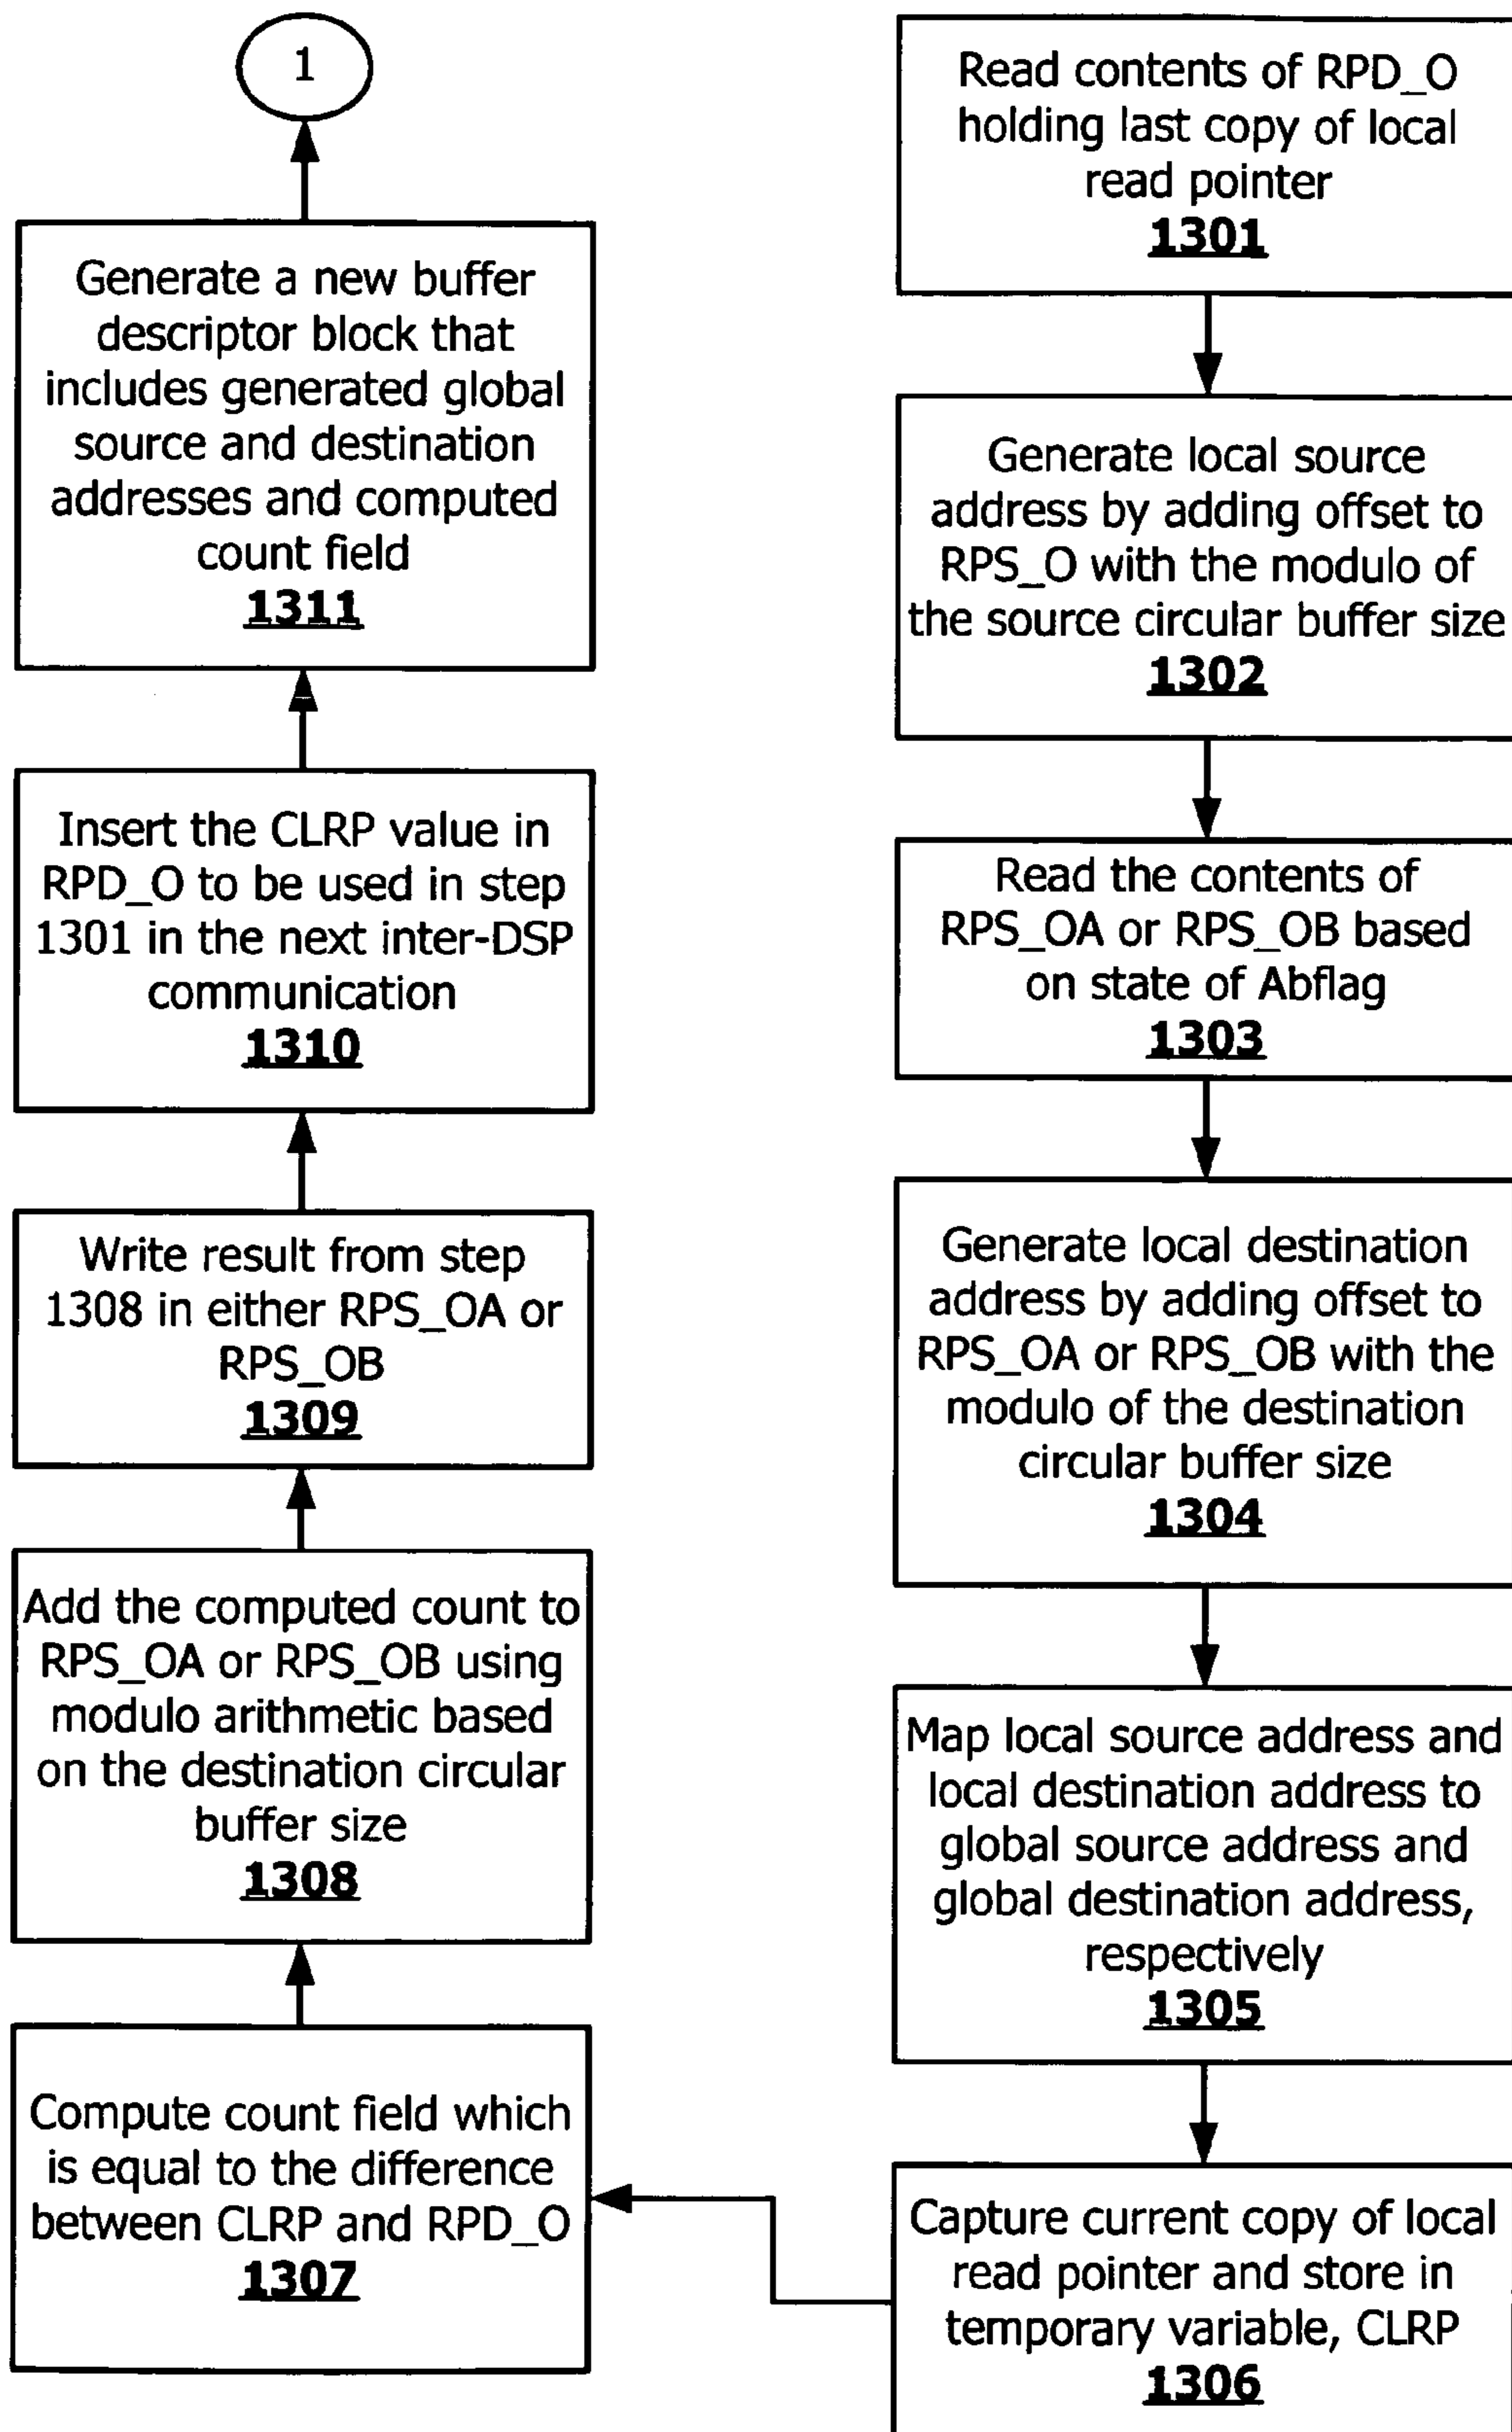 Read contents of RPD_O
holding last copy of local
read pointer
1301
Generate local source
address by adding offset to
RPS_O with the modulo of
the source circular buffer size
1302
Read the contents of
RPS_OA or RPS_OB based
on state of Abflag
1303
Generate local destination
address by adding offset to
RPS_OA or RPS_OB with the
modulo of the destination
circular buffer size
1304
Map local source address and
local destination address to
global source address and
global destination address,
respectively
1305
Capture current copy of local
read pointer and store in
temporary variable, CLRP
1306
Compute count field which
is equal to the difference
between CLRP and RPD_O
1307
Add the computed count to
RPS_OA or RPS_OB using
modulo arithmetic based
on the destination circular
buffer size
1308
Write result from step
1308 in either RPS_OA or
RPS_OB
1309
Insert the CLRP value in
RPD_O to be used in step
1301 in the next inter-DSP
communication
1310
Generate a new buffer
descriptor block that
includes generated global
source and destination
addresses and computed
count field
1311
1